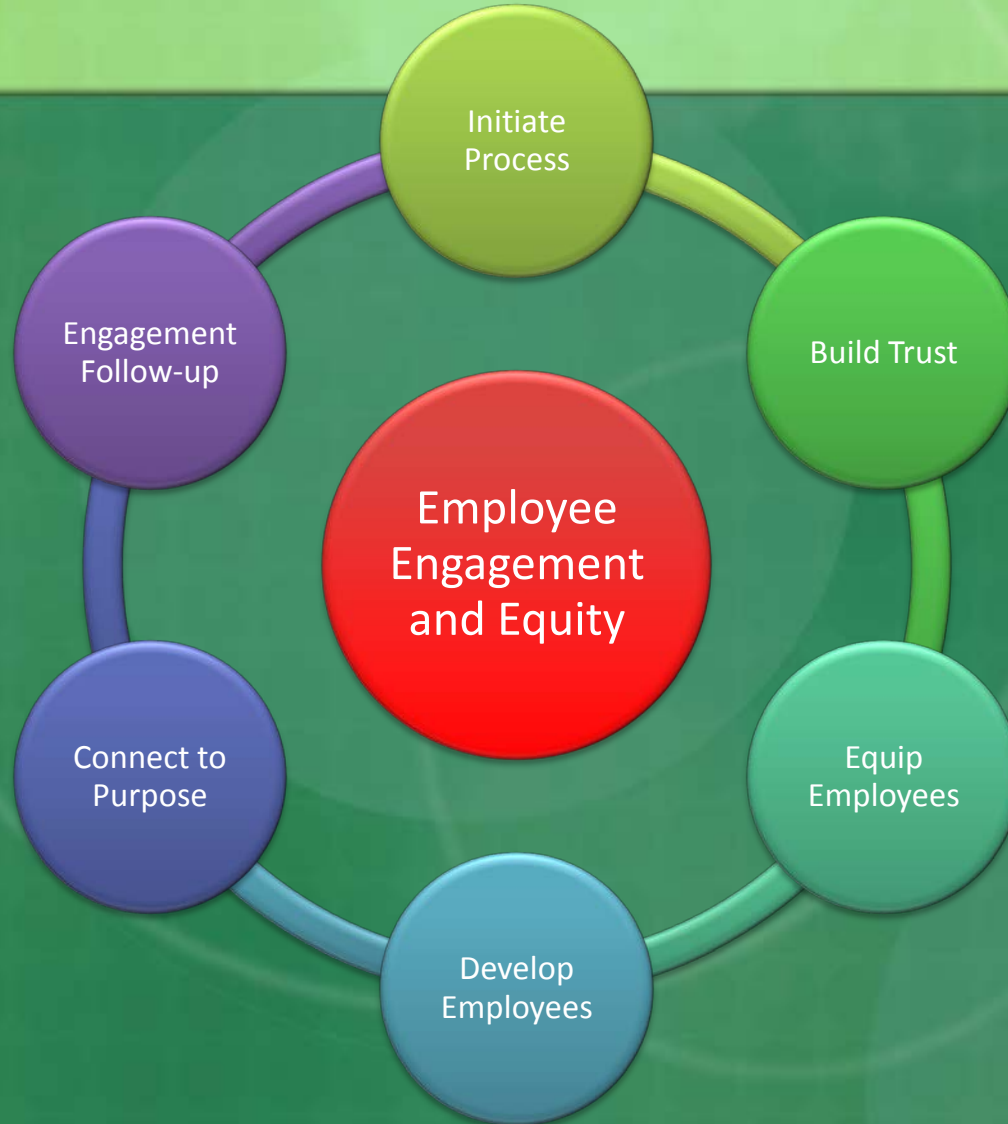 Initiate
Process
Build Trust
Equip
Employees
Develop
Employees
Connect to
Purpose
Engagement
Follow-up
Employee
Engagement
and Equity